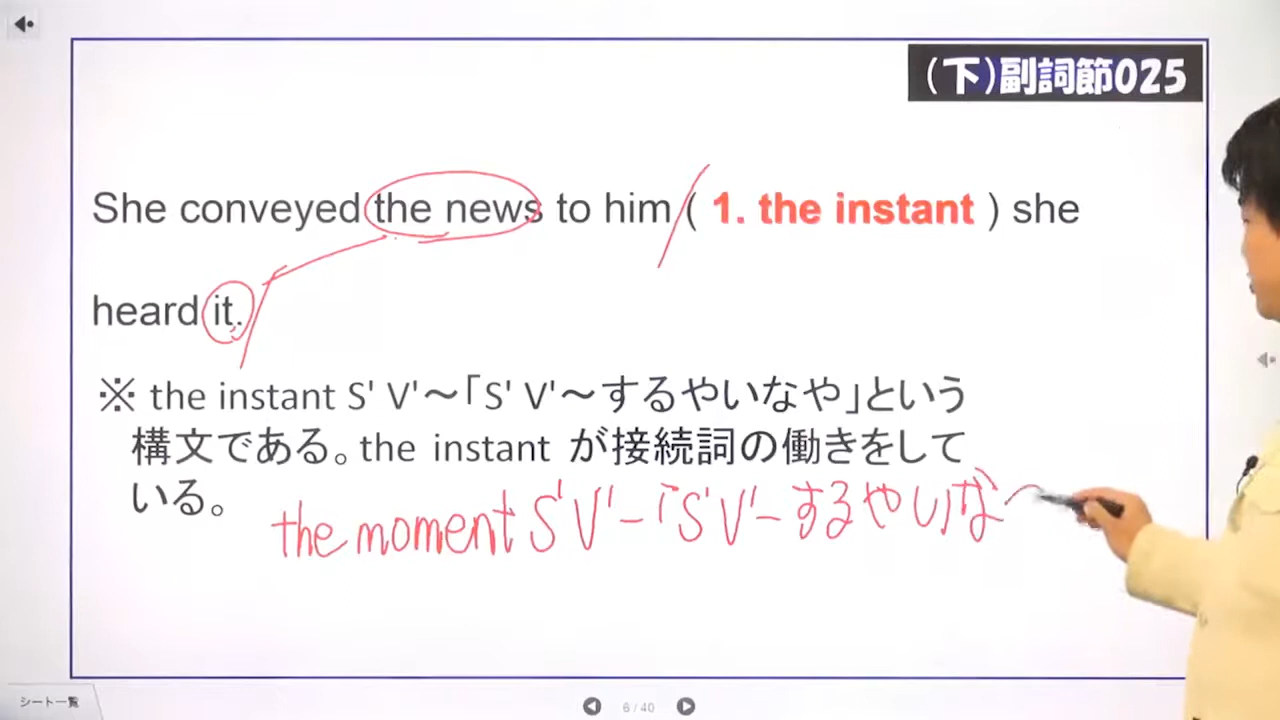 (下)副詞節025
She conveyed the news to him ( 1. the instant ) she
heard it.
※ the instant S' V'～「S' V'～するやいなや」という
構文である。the instant が接続詞の働きをして
いる。
the moment S'V'~「S'V'~するやいな
シート一覧
6 / 40